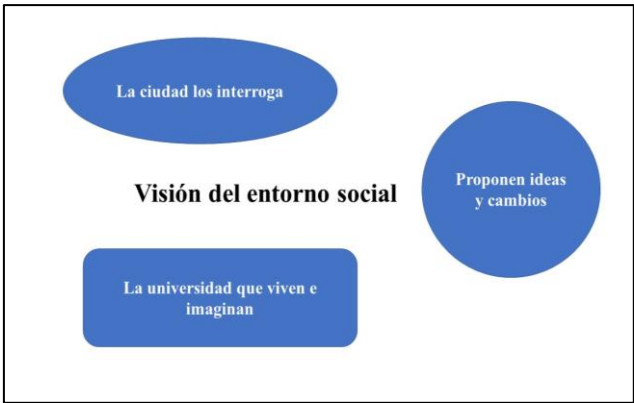 La ciudad los interroga
Proponen ideas
y cambios
Visión del entorno social
La universidad que viven e
imaginan